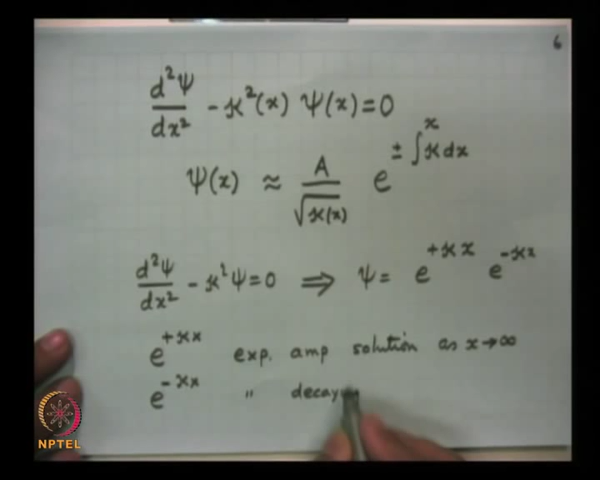 6
d²Ψ/dx² - κ²(x) Ψ(x) = 0
Ψ(x) ≈ A/√κ(x) e^(± ∫^x κdx)
d²Ψ/dx² - κ²Ψ = 0 ⇒ Ψ = e^(+κx) e^(-κx)
e^(+κx) exp. amp solution as x→∞
e^(-κx) " decay
NPTEL